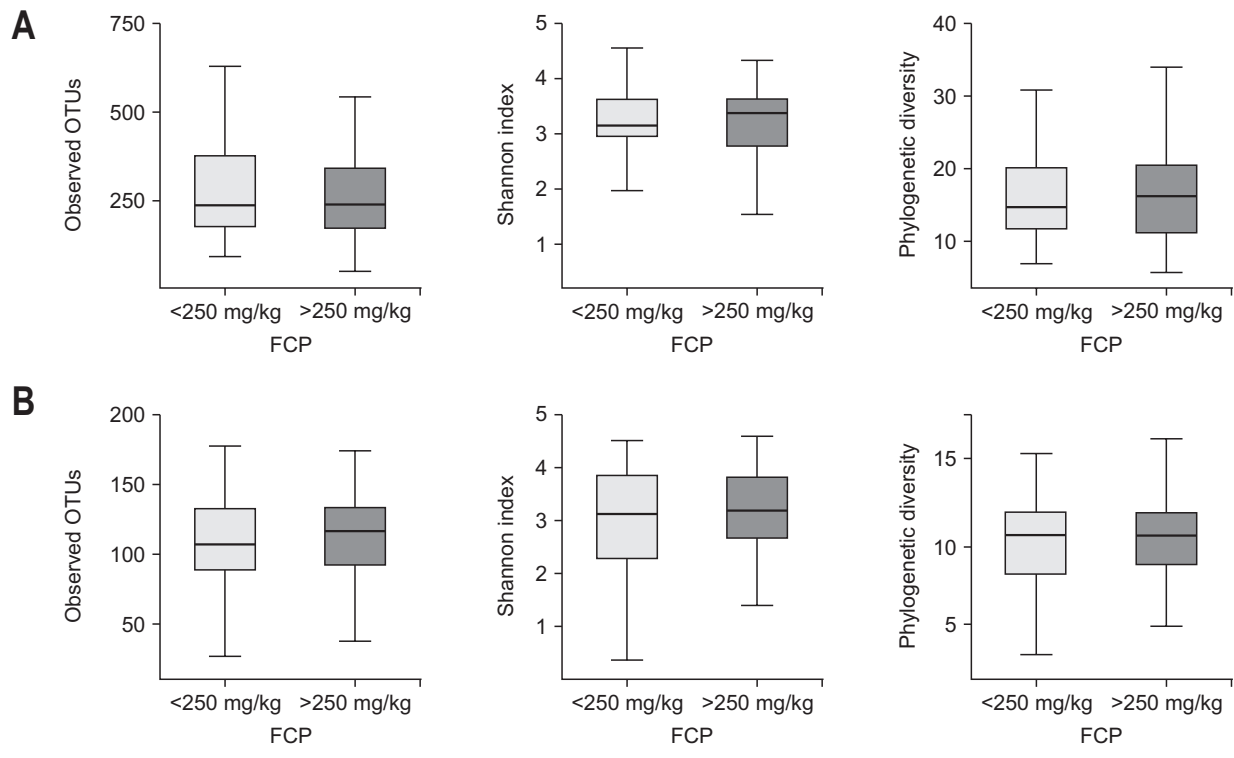 A
Observed OTUs
750
500
250
<250 mg/kg >250 mg/kg
FCP
Shannon index
5
4
3
2
1
<250 mg/kg >250 mg/kg
FCP
Phylogenetic diversity
40
30
20
10
<250 mg/kg >250 mg/kg
FCP
B
Observed OTUs
200
150
100
50
<250 mg/kg >250 mg/kg
FCP
Shannon index
5
4
3
2
1
<250 mg/kg >250 mg/kg
FCP
Phylogenetic diversity
15
10
5
<250 mg/kg >250 mg/kg
FCP